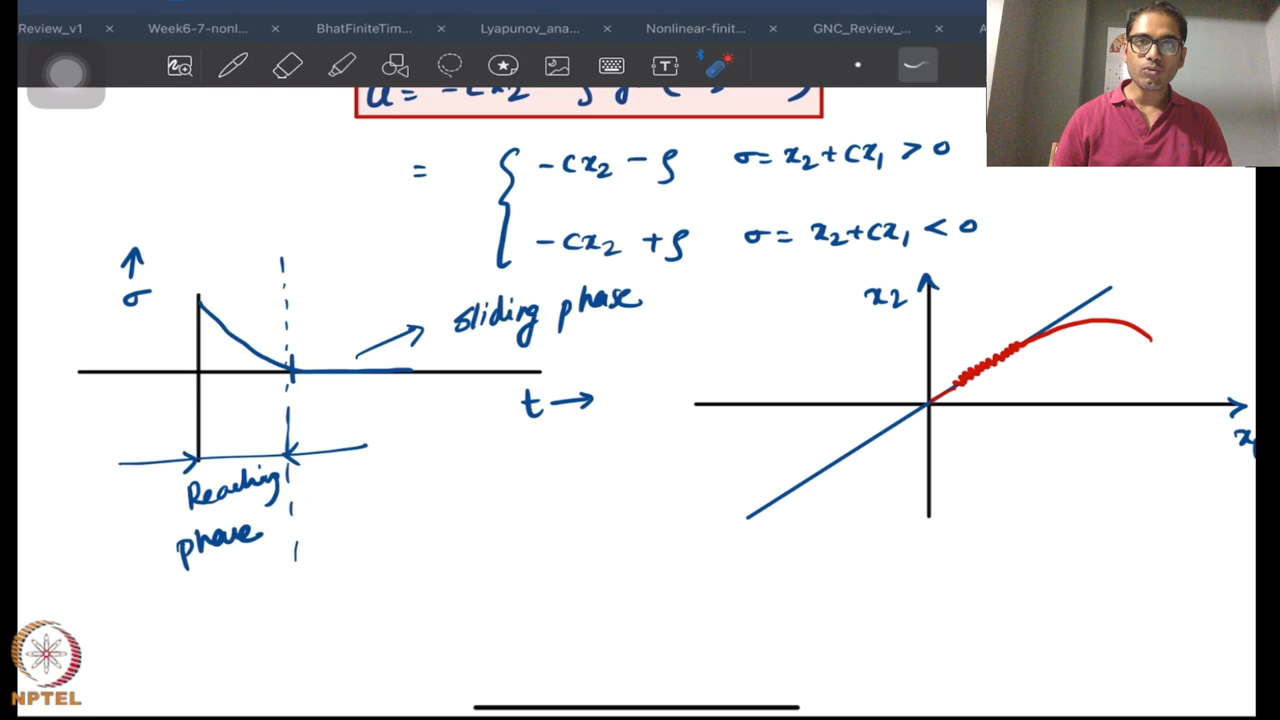 Review_v1 Week6-7-nonl... BhatFiniteTim... Lyapunov_ana... Nonlinear-finit... GNC_Review_...
= { -cx₂ - ρ σ = x₂ + cx₁ > 0
-cx₂ + ρ σ = x₂ + cx₁ < 0
σ
sliding phase
x₂
t →
x₁
Reaching
phase
NPTEL